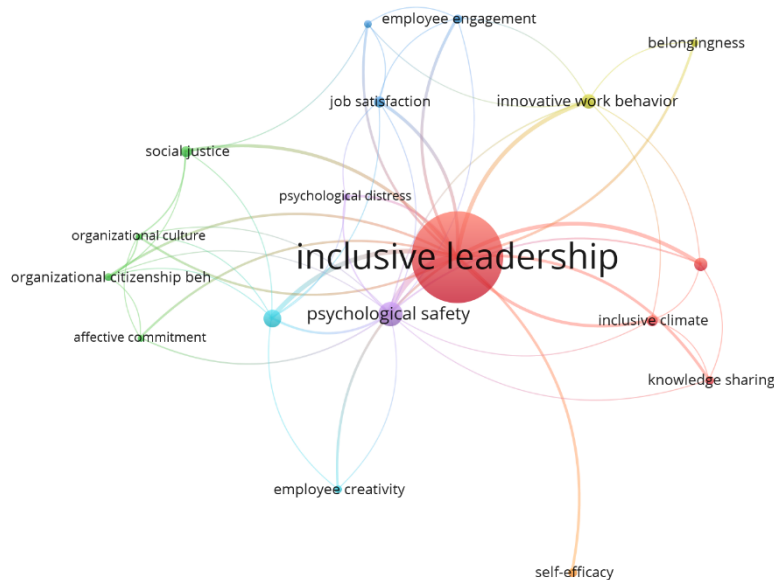 employee engagement
belongingness
job satisfaction
innovative work behavior
social justice
psychological distress
organizational culture
inclusive leadership
organizational citizenship beh
psychological safety
inclusive climate
affective commitment
knowledge sharing
employee creativity
self-efficacy